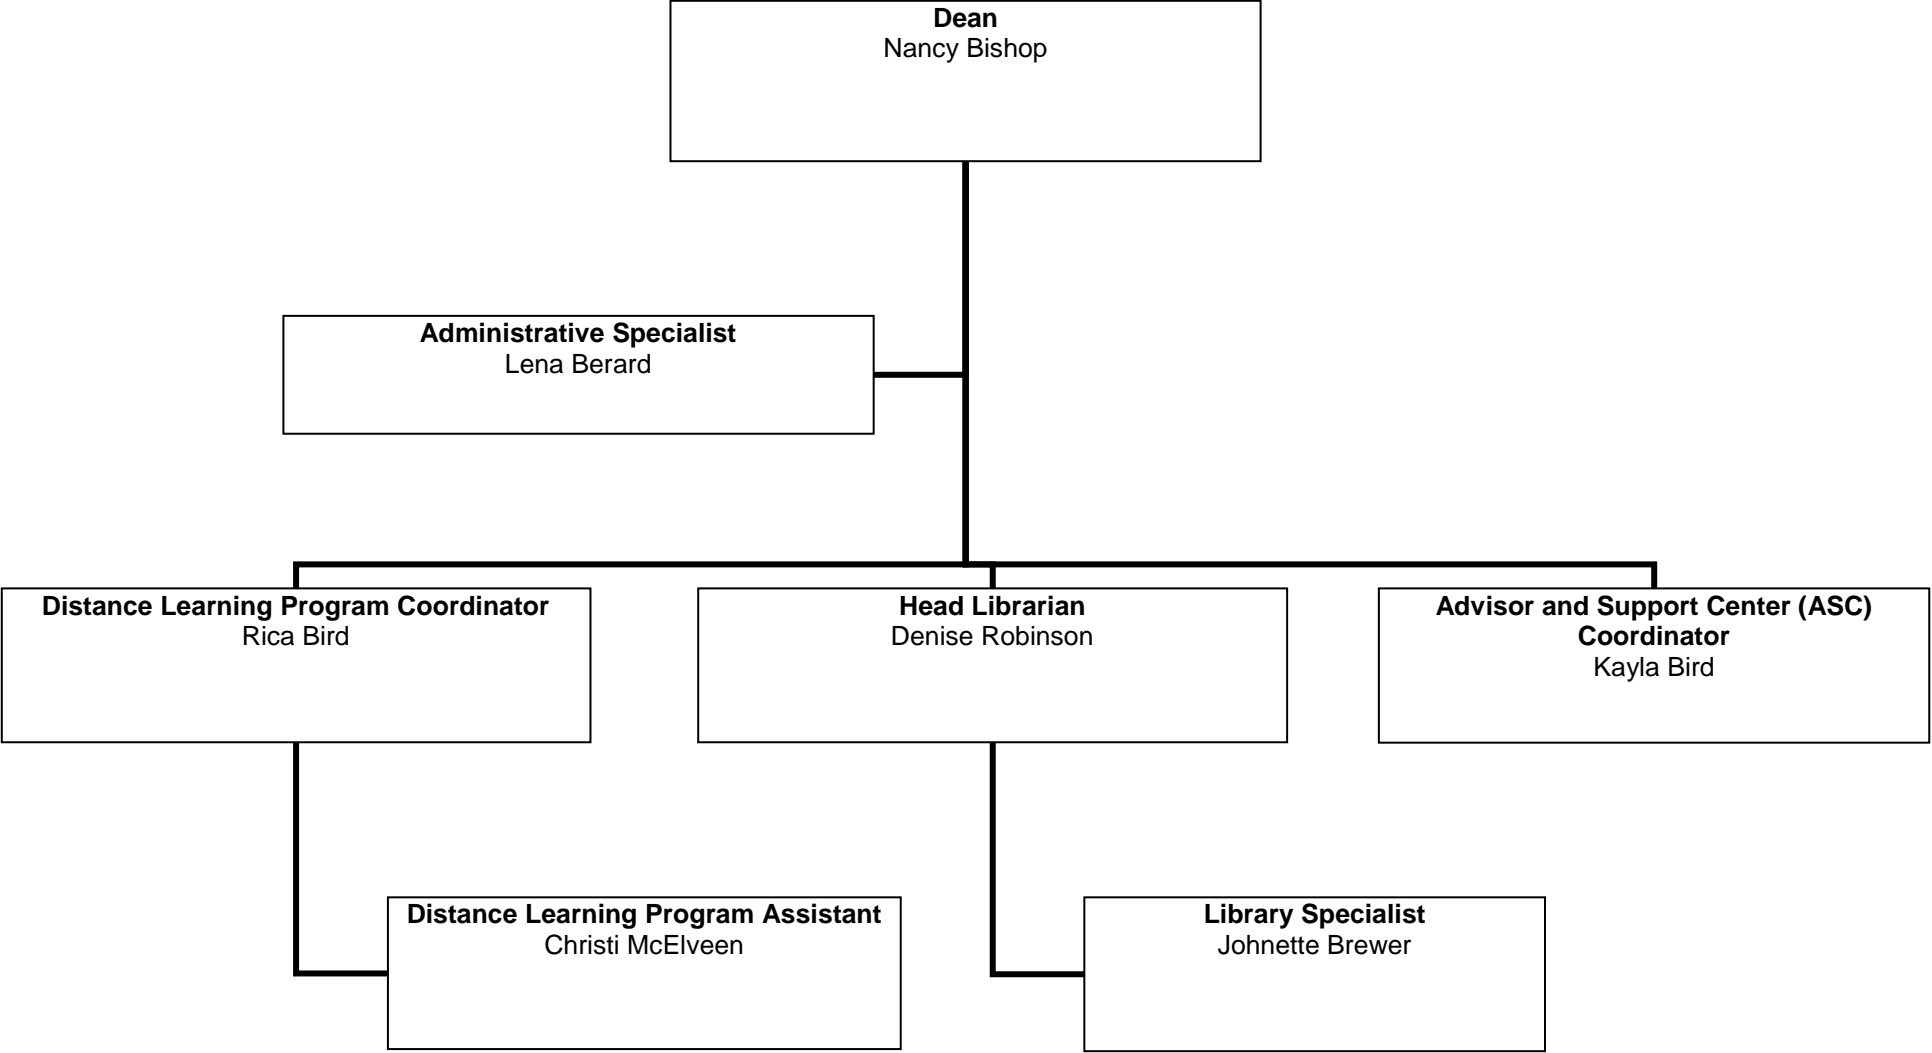 Dean
Nancy Bishop
Administrative Specialist
Lena Berard
Distance Learning Program Coordinator
Rica Bird
Head Librarian
Denise Robinson
Advisor and Support Center (ASC)
Coordinator
Kayla Bird
Distance Learning Program Assistant
Christi McElveen
Library Specialist
Johnette Brewer